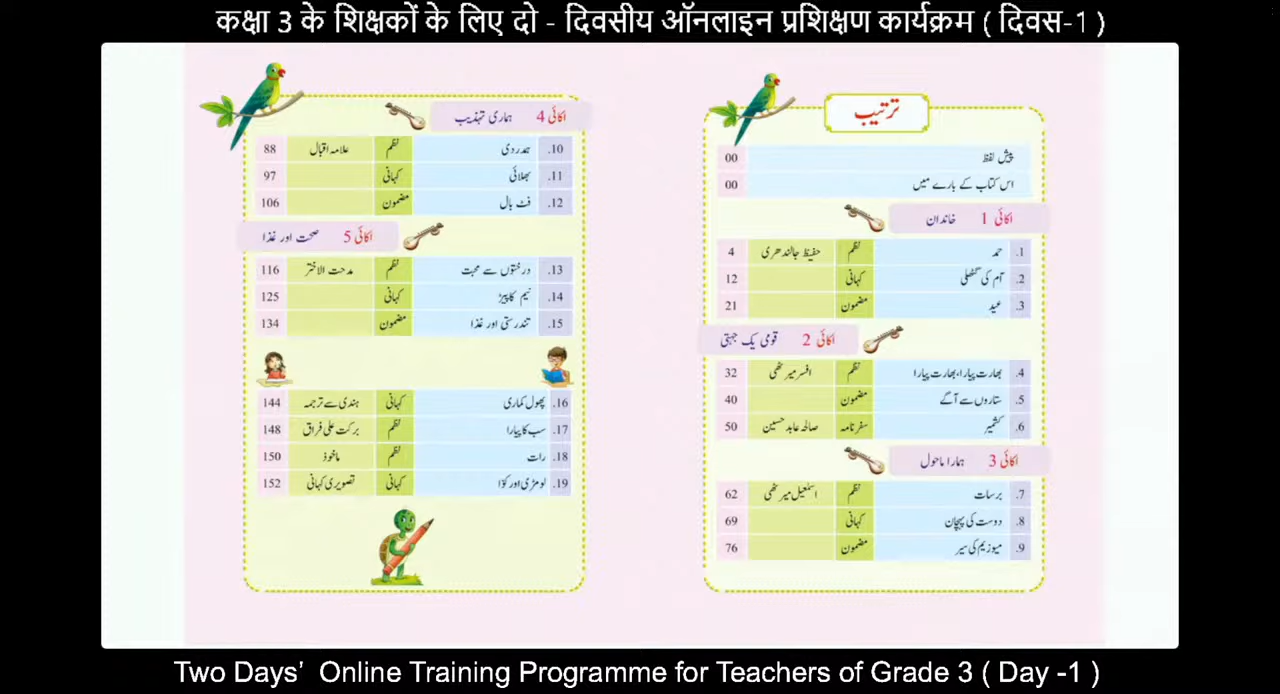 कक्षा 3 के शिक्षकों के लिए दो - दिवसीय ऑनलाइन प्रशिक्षण कार्यक्रम ( दिवस-1 )
ترتیب
پیش لفظ 00
اس کتاب کے بارے میں 00
اکائی 1 خاندان
1. حمد نظم حفیظ جالندھری 4
2. آم کی گٹھلی کہانی 12
3. عید مضمون 21
اکائی 2 قومی یک جہتی
4. بھارت پیارا، بھارت پیارا نظم افسر میرٹھی 32
5. ستاروں سے آگے مضمون 40
6. کشمیر سفرنامہ صالحہ عابد حسین 50
اکائی 3 ہمارا ماحول
7. برسات نظم اسمٰعیل میرٹھی 62
8. دوست کی پہچان کہانی 69
9. میوزیم کی سیر مضمون 76
اکائی 4 ہماری تہذیب
10. ہمدردی نظم علامہ اقبال 88
11. بھلائی کہانی 97
12. فٹ بال مضمون 106
اکائی 5 صحت اور غذا
13. درختوں سے محبت نظم مدحت الاختر 116
14. نیم کا پیڑ کہانی 125
15. تندرستی اور غذا مضمون 134
16. پھول کماری کہانی ہندی سے ترجمہ 144
17. سب کا پیارا نظم برکت علی فراق 148
18. رات نظم ماخوذ 150
19. لومڑی اور کوّا کہانی تصویری کہانی 152
Two Days’ Online Training Programme for Teachers of Grade 3 ( Day -1 )